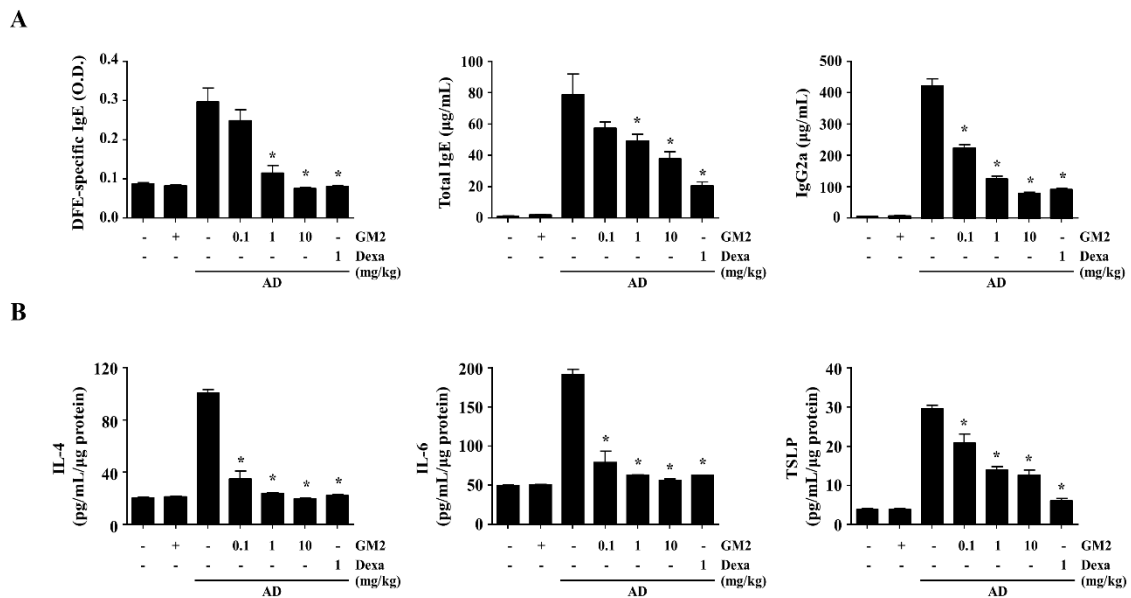 A
DFE-specific IgE (O.D.)
0.4
0.3
0.2
0.1
0.0
- + - 0.1 1 10 - GM2
- - - - - - 1 Dexa
(mg/kg)
AD
Total IgE (µg/mL)
100
80
60
40
20
0
* * *
- + - 0.1 1 10 - GM2
- - - - - - 1 Dexa
(mg/kg)
AD
IgG2a (µg/mL)
500
400
300
200
100
0
* * * *
- + - 0.1 1 10 - GM2
- - - - - - 1 Dexa
(mg/kg)
AD
B
IL-4
(pg/mL/µg protein)
120
80
40
20
0
* * * *
- + - 0.1 1 10 - GM2
- - - - - - 1 Dexa
(mg/kg)
AD
IL-6
(pg/mL/µg protein)
200
150
100
50
0
* * * *
- + - 0.1 1 10 - GM2
- - - - - - 1 Dexa
(mg/kg)
AD
TSLP
(pg/mL/µg protein)
40
30
20
10
0
* * * *
- + - 0.1 1 10 - GM2
- - - - - - 1 Dexa
(mg/kg)
AD